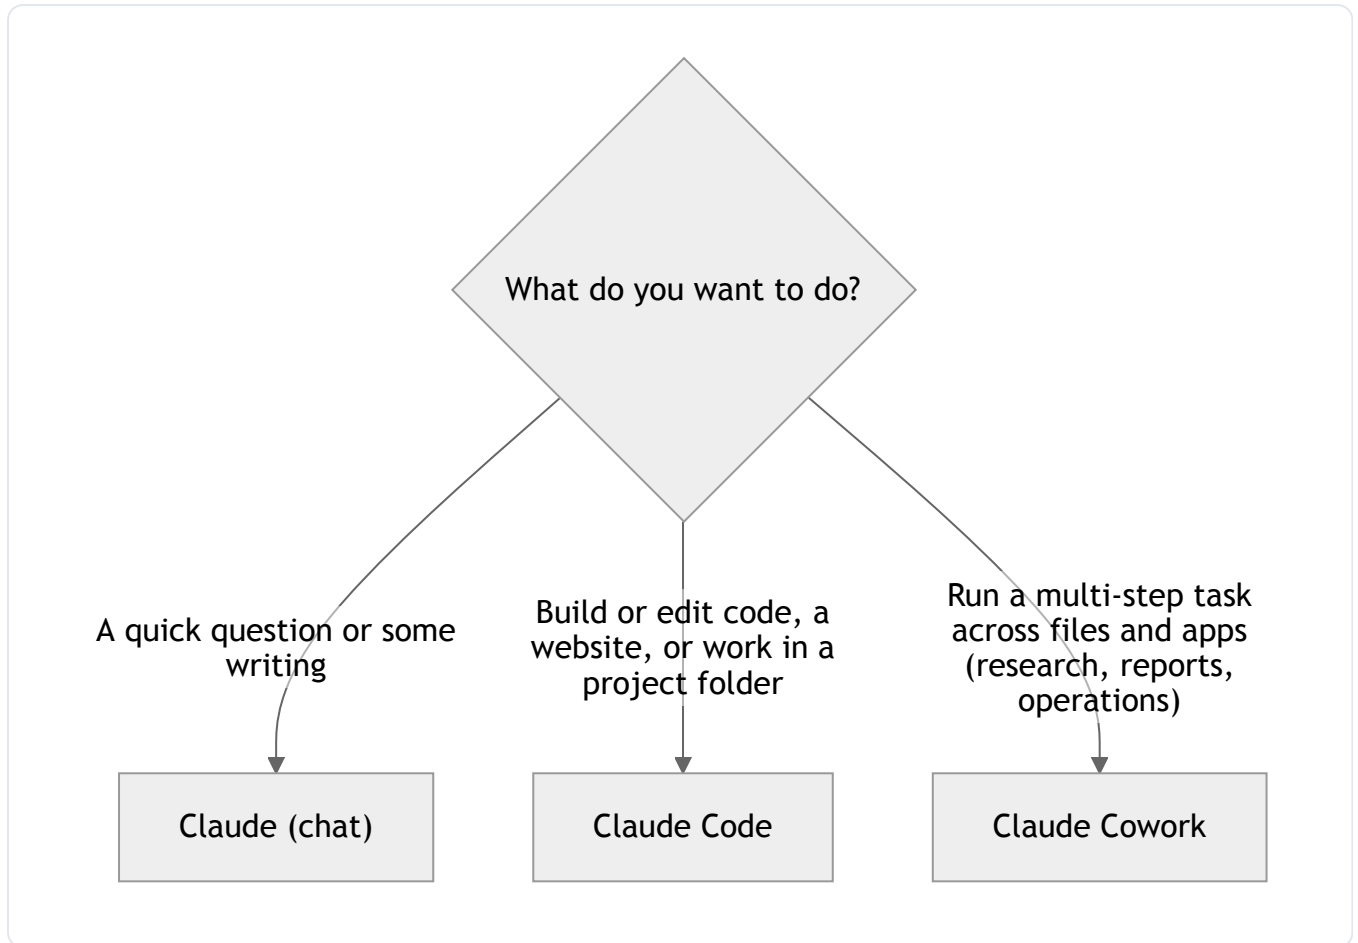 What do you want to do?
A quick question or some
writing
Build or edit code, a
website, or work in a
project folder
Run a multi-step task
across files and apps
(research, reports,
operations)
Claude (chat)
Claude Code
Claude Cowork